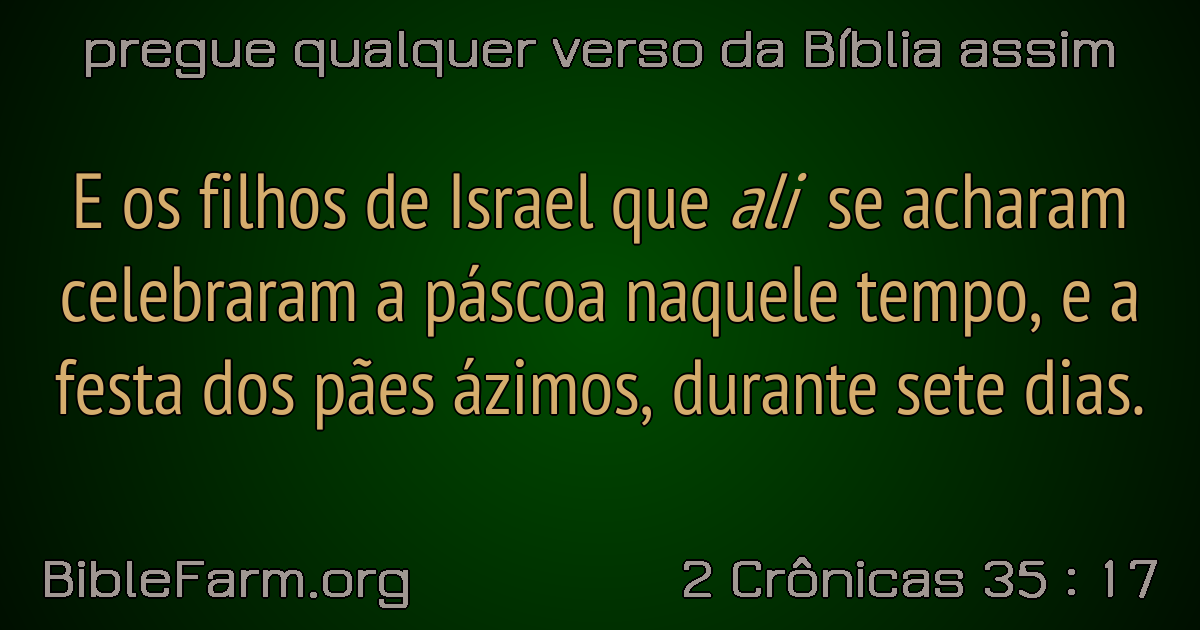 pregue qualquer verso da Bíblia assim
E os filhos de Israel que ali se acharam
celebraram a páscoa naquele tempo, e a
festa dos pães ázimos, durante sete dias.
BibleFarm.org
2 Crônicas 35 : 17